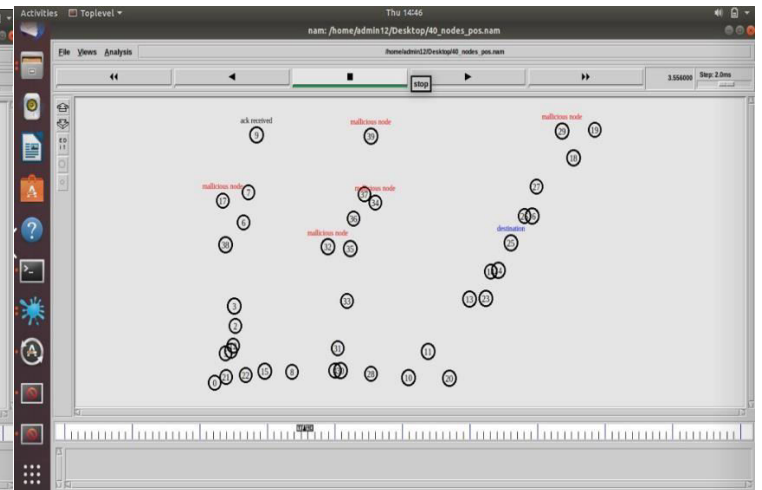 Activities Toplevel Thu 14:46
nam: /home/admin12/Desktop/40_nodes_pos.nam
File Views Analysis /home/admin12/Desktop/40_nodes_pos.nam
3.556000 Step: 2.0ms
stop
ack received
mallicious node
mallicious node
9
39
29
19
18
mallicious node
mallicious node
7
17
34
27
6
36
mallicious node
destination
38
32
35
25
3
33
13
23
2
31
11
0
21
22
15
8
28
10
20